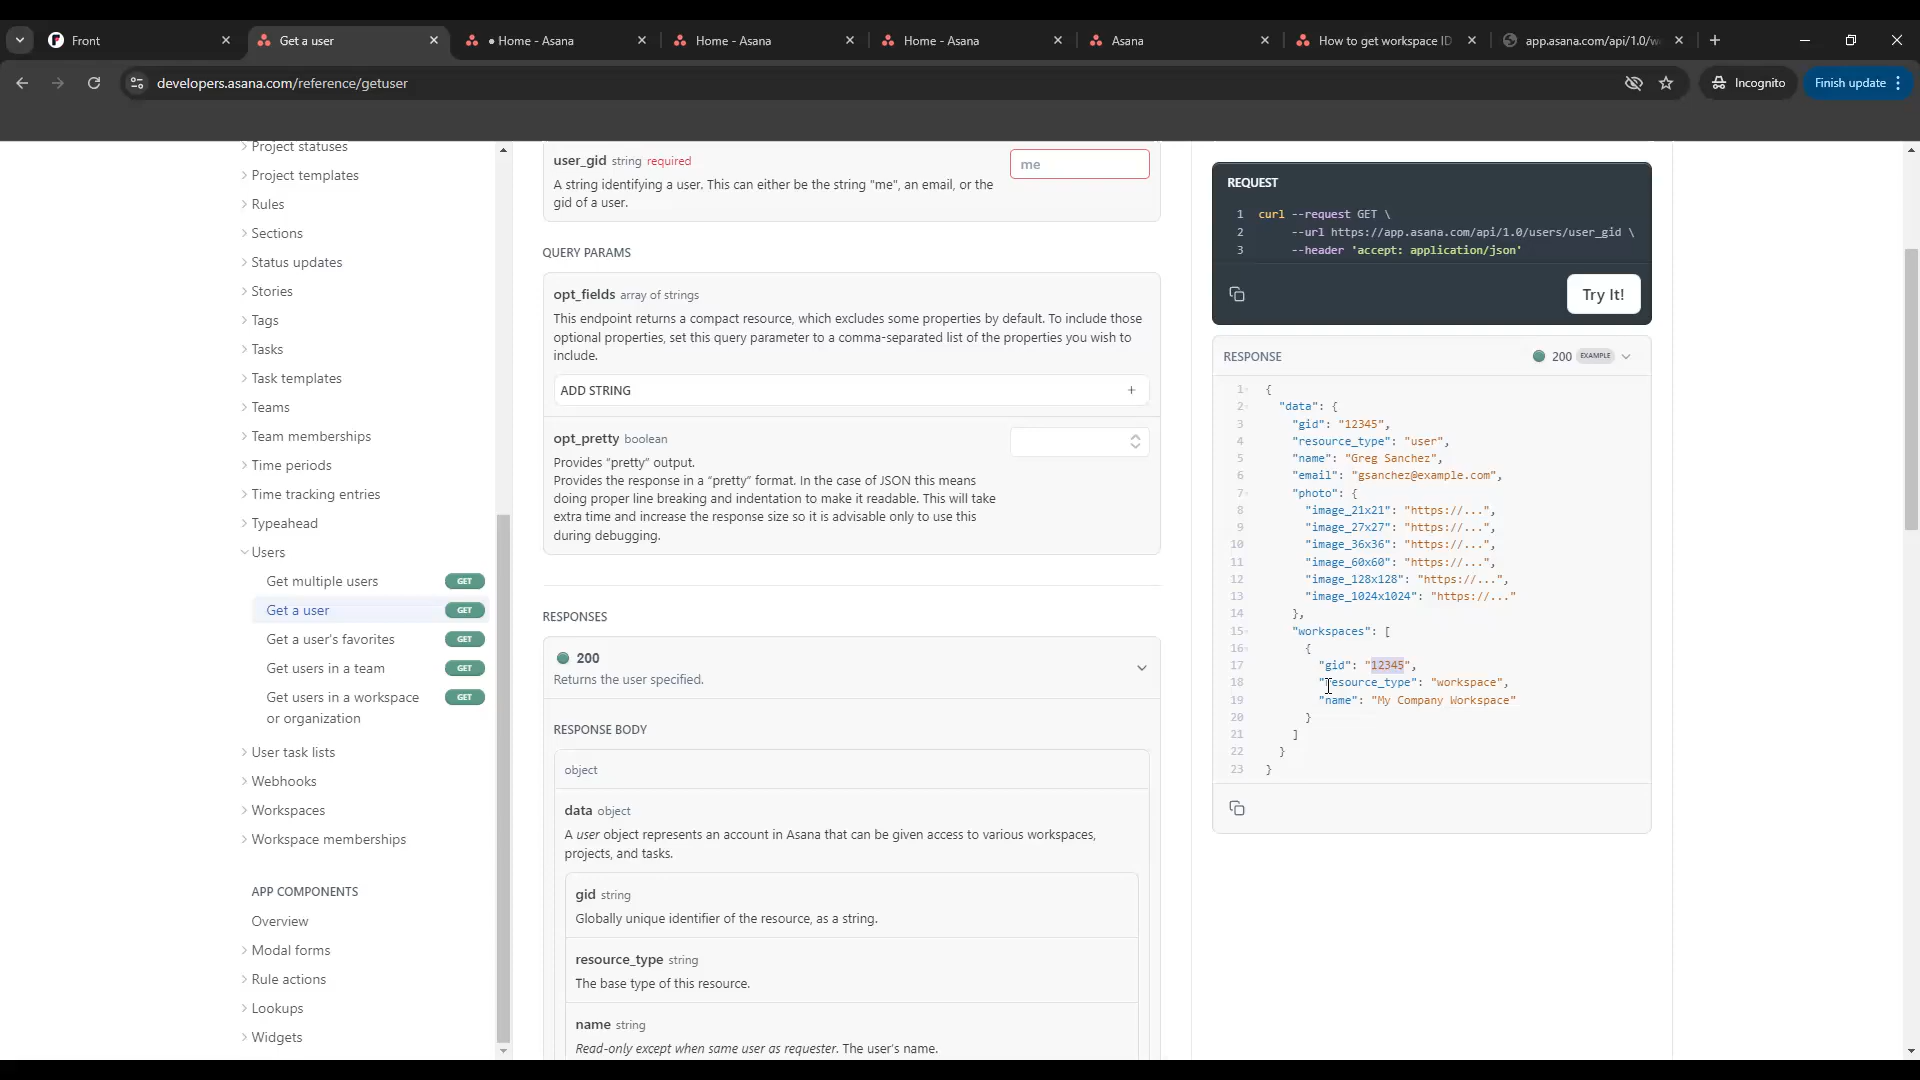 Front
Get a user
• Home - Asana
Home - Asana
Home - Asana
Asana
How to get workspace ID
app.asana.com/api/1.0/w
developers.asana.com/reference/getuser
Incognito
Finish update
Project statuses
Project templates
Rules
Sections
Status updates
Stories
Tags
Tasks
Task templates
Teams
Team memberships
Time periods
Time tracking entries
Typeahead
Users
Get multiple users GET
Get a user GET
Get a user's favorites GET
Get users in a team GET
Get users in a workspace GET
or organization
User task lists
Webhooks
Workspaces
Workspace memberships
APP COMPONENTS
Overview
Modal forms
Rule actions
Lookups
Widgets
user_gid string required
me
A string identifying a user. This can either be the string "me", an email, or the
gid of a user.
QUERY PARAMS
opt_fields array of strings
This endpoint returns a compact resource, which excludes some properties by default. To include those
optional properties, set this query parameter to a comma-separated list of the properties you wish to
include.
ADD STRING +
opt_pretty boolean
Provides “pretty” output.
Provides the response in a “pretty” format. In the case of JSON this means
doing proper line breaking and indentation to make it readable. This will take
extra time and increase the response size so it is advisable only to use this
during debugging.
RESPONSES
200
Returns the user specified.
RESPONSE BODY
object
data object
A user object represents an account in Asana that can be given access to various workspaces,
projects, and tasks.
gid string
Globally unique identifier of the resource, as a string.
resource_type string
The base type of this resource.
name string
Read-only except when same user as requester. The user's name.
REQUEST
1 curl --request GET \
2 --url https://app.asana.com/api/1.0/users/user_gid \
3 --header 'accept: application/json'
Try It!
RESPONSE 200 EXAMPLE
1 {
2 "data": {
3 "gid": "12345",
4 "resource_type": "user",
5 "name": "Greg Sanchez",
6 "email": "gsanchez@example.com",
7 "photo": {
8 "image_21x21": "https://...",
9 "image_27x27": "https://...",
10 "image_36x36": "https://...",
11 "image_60x60": "https://...",
12 "image_128x128": "https://...",
13 "image_1024x1024": "https://..."
14 },
15 "workspaces": [
16 {
17 "gid": "12345",
18 "resource_type": "workspace",
19 "name": "My Company Workspace"
20 }
21 ]
22 }
23 }